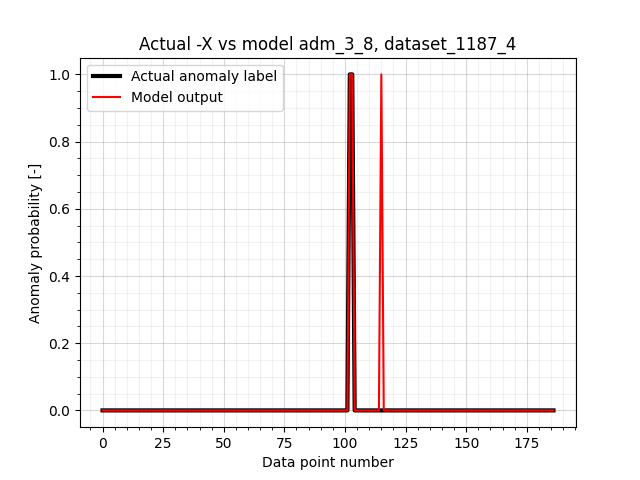 Actual -X vs model adm_3_8, dataset_1187_4
Actual anomaly label
Model output
Anomaly probability [-]
1.0
0.8
0.6
0.4
0.2
0.0
0 25 50 75 100 125 150 175
Data point number